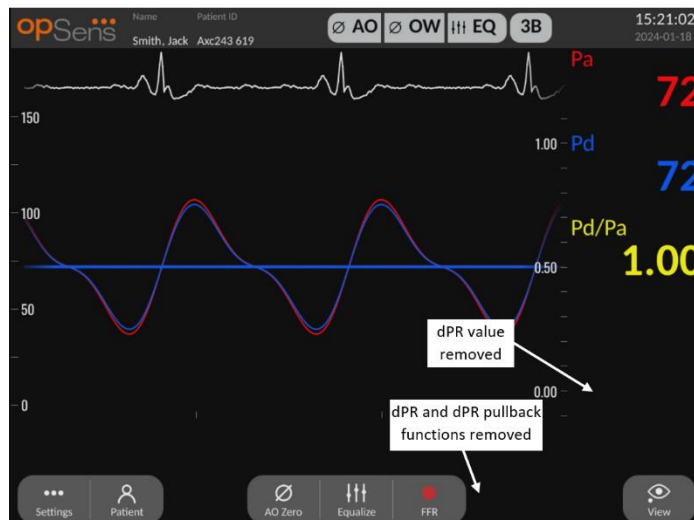 opSens
Name
Patient ID
Smith, Jack
Axc243 619
AO
OW
EQ
3B
15:21:02
2024-01-18
Pa
72
150
1.00
Pd
72
100
Pd/Pa
1.00
0.50
50
dPR value
removed
0.00
0
dPR and dPR pullback
functions removed
Settings
Patient
AO Zero
Equalize
FFR
View